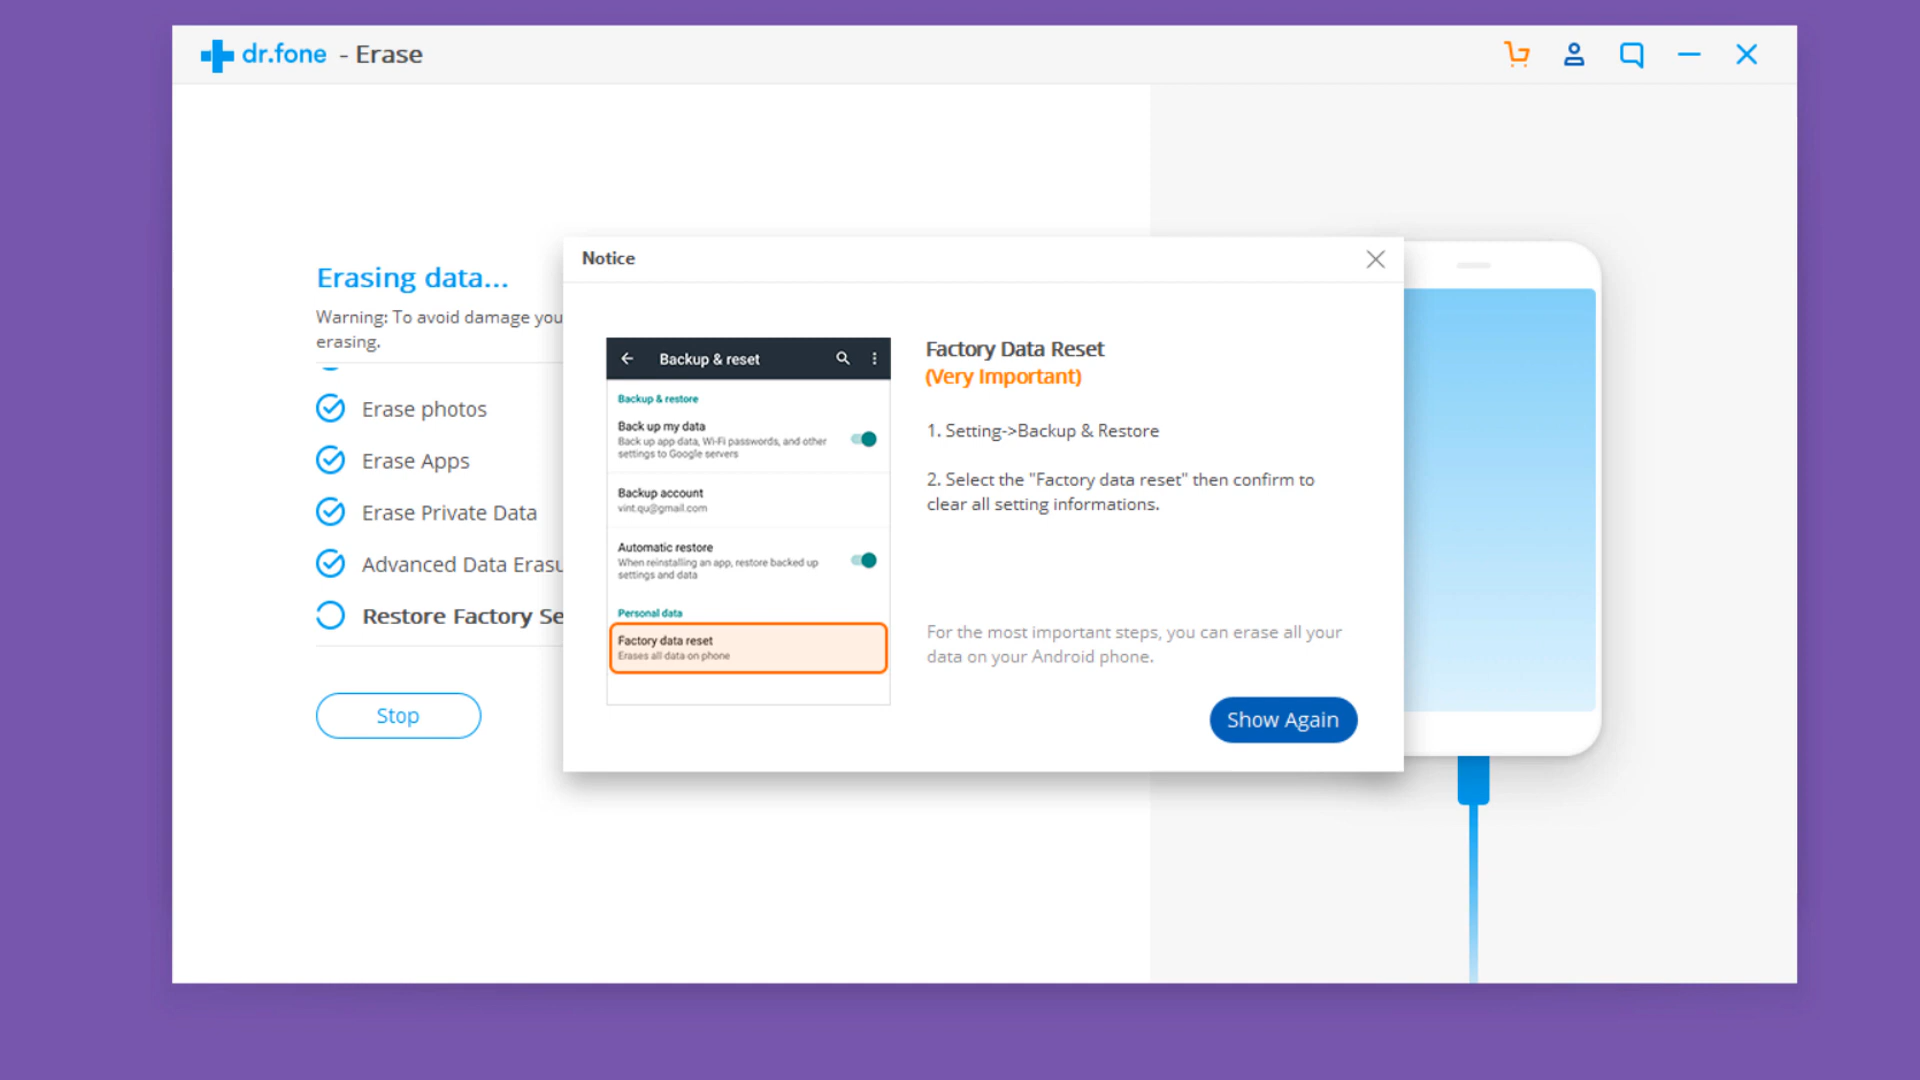 dr.fone - Erase
Erasing data...
Warning: To avoid damage you
erasing.
Erase photos
Erase Apps
Erase Private Data
Advanced Data Erasu
Restore Factory Se
Stop
Notice
Backup & reset
Backup & restore
Back up my data
Back up app data, Wi-Fi passwords, and other
settings to Google servers
Backup account
vint.qu@gmail.com
Automatic restore
When reinstalling an app, restore backed up
settings and data
Personal data
Factory data reset
Erases all data on phone
Factory Data Reset
(Very Important)
1. Setting->Backup & Restore
2. Select the "Factory data reset" then confirm to
clear all setting informations.
For the most important steps, you can erase all your
data on your Android phone.
Show Again